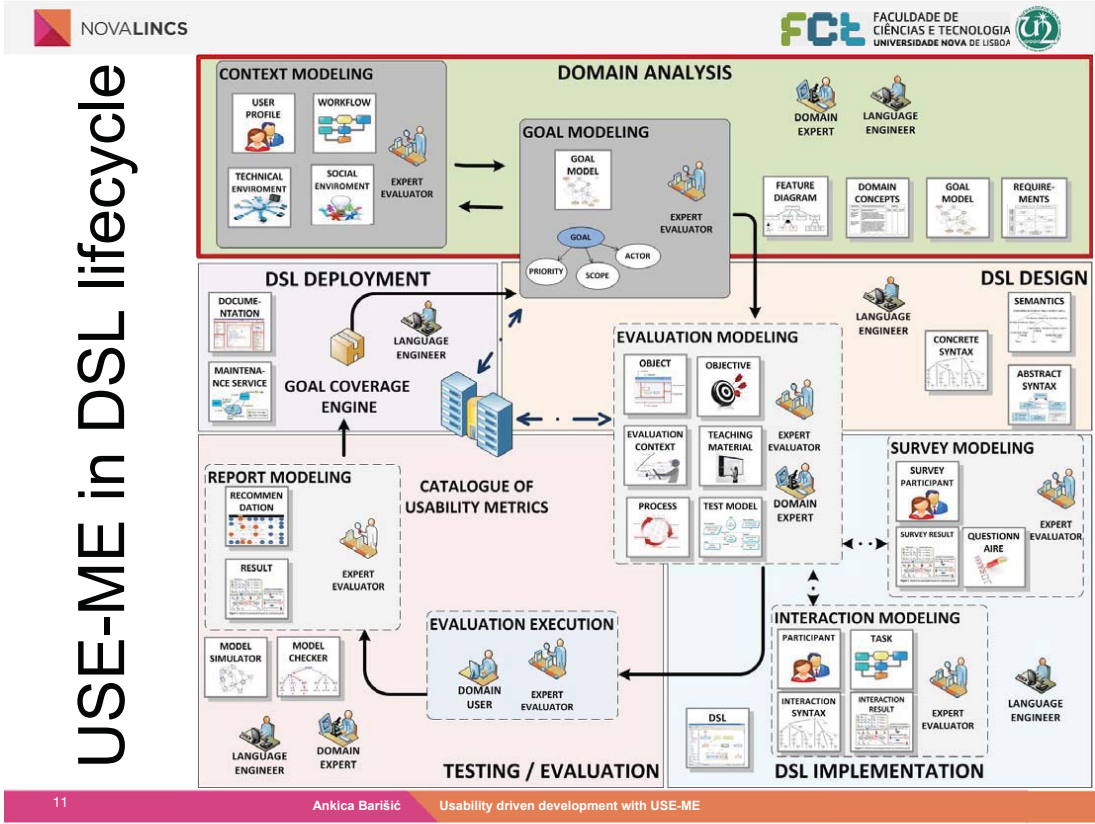 NOVALINCS
FCt
FACULDADE DE
CIÊNCIAS E TECNOLOGIA
UNIVERSIDADE NOVA DE LISBOA
USE-ME in DSL lifecycle
CONTEXT MODELING
USER
PROFILE
WORKFLOW
TECHNICAL
ENVIROMENT
SOCIAL
ENVIROMENT
EXPERT
EVALUATOR
DOMAIN ANALYSIS
DOMAIN
EXPERT
LANGUAGE
ENGINEER
GOAL MODELING
GOAL
MODEL
EXPERT
EVALUATOR
GOAL
PRIORITY
SCOPE
ACTOR
FEATURE
DIAGRAM
DOMAIN
CONCEPTS
GOAL
MODEL
REQUIRE-
MENTS
DSL DEPLOYMENT
DOCUME-
NTATION
MAINTENA-
NCE SERVICE
LANGUAGE
ENGINEER
GOAL COVERAGE
ENGINE
DSL DESIGN
LANGUAGE
ENGINEER
SEMANTICS
CONCRETE
SYNTAX
ABSTRACT
SYNTAX
EVALUATION MODELING
OBJECT
OBJECTIVE
EVALUATION
CONTEXT
TEACHING
MATERIAL
EXPERT
EVALUATOR
PROCESS
TEST MODEL
DOMAIN
EXPERT
CATALOGUE OF
USABILITY METRICS
REPORT MODELING
RECOMMEN
DATION
RESULT
EXPERT
EVALUATOR
SURVEY MODELING
SURVEY
PARTICIPANT
SURVEY RESULT
QUESTIONN
AIRE
EXPERT
EVALUATOR
EVALUATION EXECUTION
DOMAIN
USER
EXPERT
EVALUATOR
MODEL
SIMULATOR
MODEL
CHECKER
LANGUAGE
ENGINEER
DOMAIN
EXPERT
TESTING / EVALUATION
INTERACTION MODELING
PARTICIPANT
TASK
INTERACTION
SYNTAX
INTERACTION
RESULT
EXPERT
EVALUATOR
LANGUAGE
ENGINEER
DSL
DSL IMPLEMENTATION
11
Ankica Barišić
Usability driven development with USE-ME